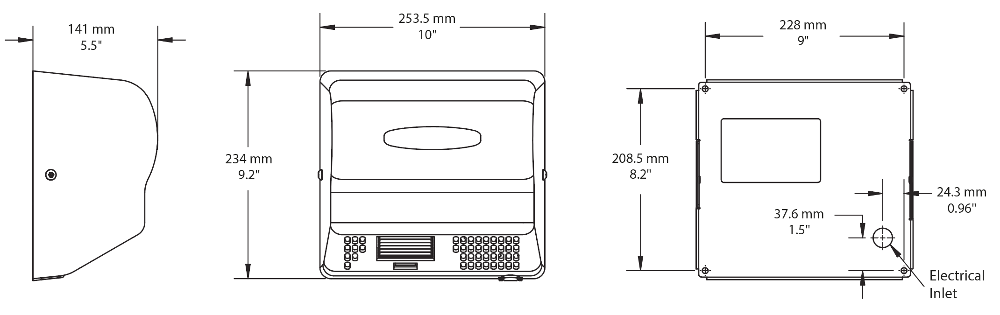 141 mm
5.5"
253.5 mm
10"
234 mm
9.2"
228 mm
9"
208.5 mm
8.2"
24.3 mm
0.96"
37.6 mm
1.5"
Electrical
Inlet